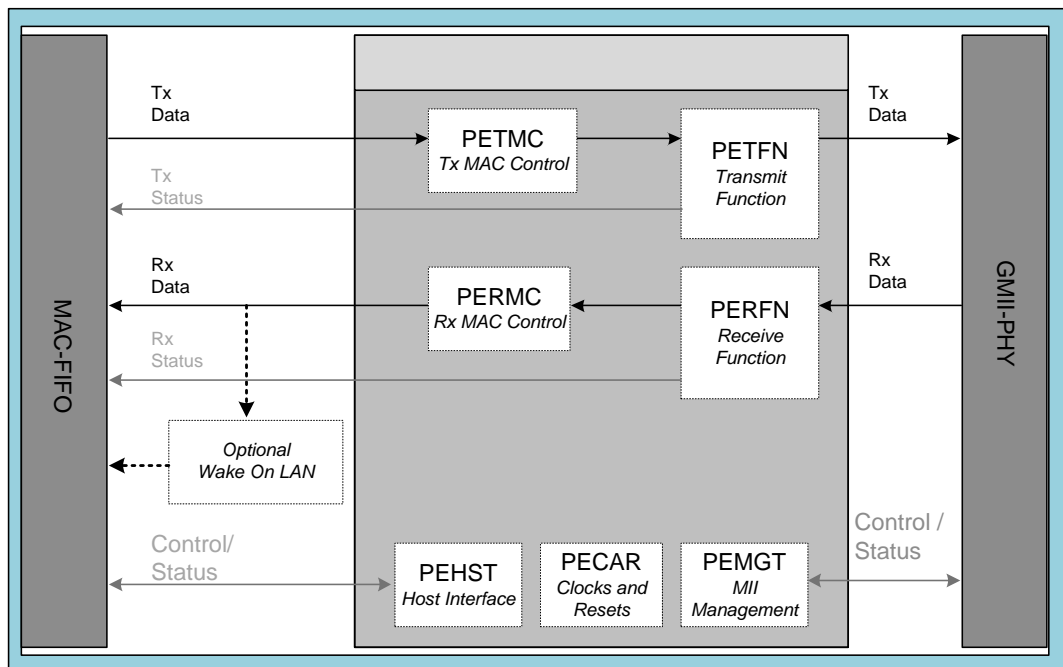 Tx
Data
PETMC
Tx MAC Control
PETFN
Transmit
Function
Tx
Data
Tx
Status
Rx
Data
PERMC
Rx MAC Control
PERFN
Receive
Function
Rx
Data
Rx
Status
MAC-FIFO
GMII-PHY
Optional
Wake On LAN
Control/
Status
PEHST
Host Interface
PECAR
Clocks and
Resets
PEMGT
MII
Management
Control /
Status